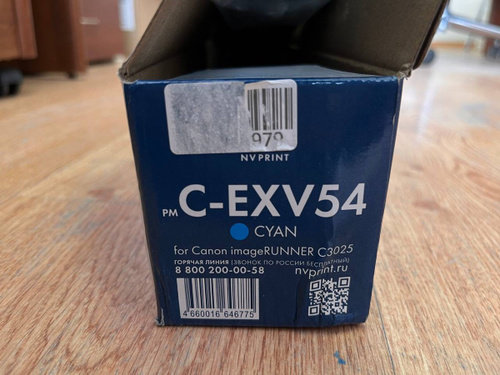 979
NV PRINT
PM C-EXV54
CYAN
for Canon imageRUNNER C3025
ГОРЯЧАЯ ЛИНИЯ (ЗВОНОК ПО РОССИИ БЕСПЛАТНЫЙ)
8 800 200-00-58 nvprint.ru
4 660016 646775